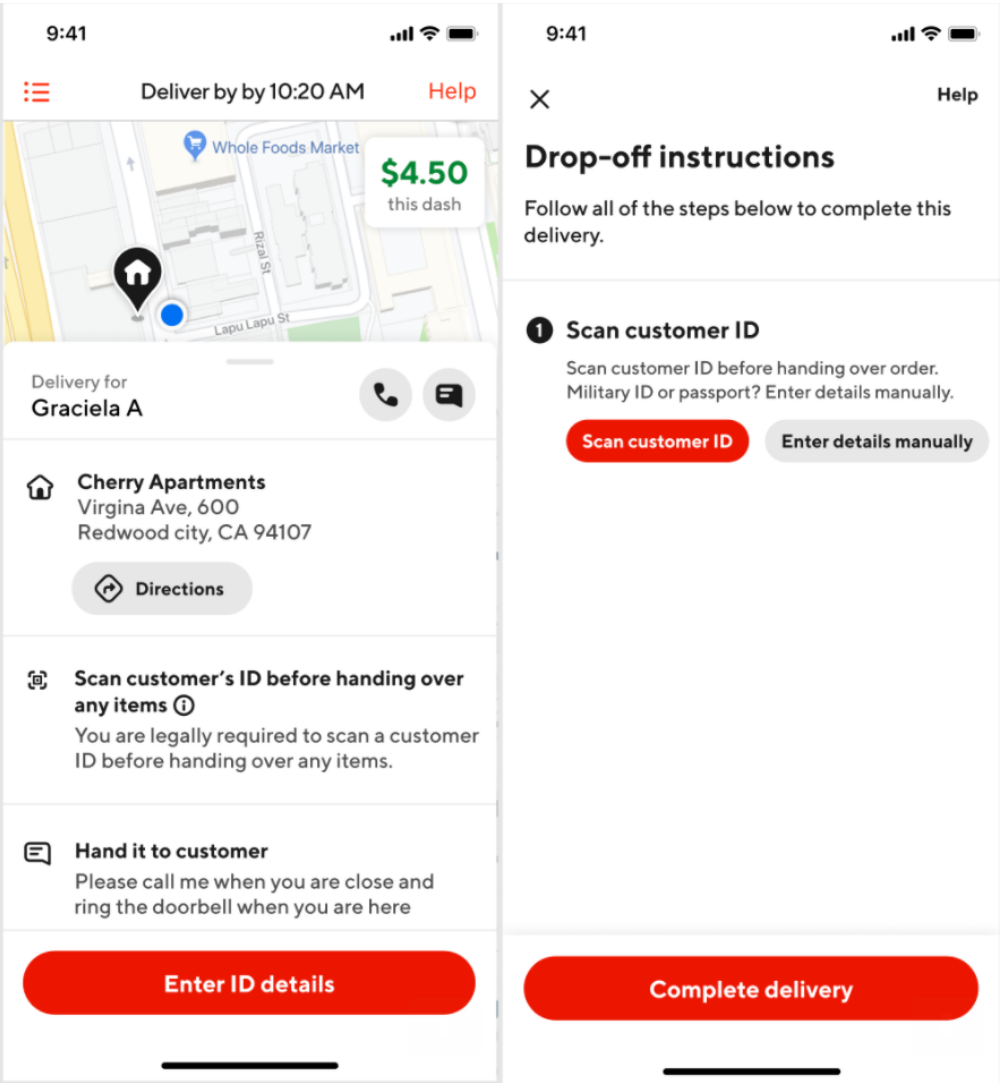 9:41
Deliver by by 10:20 AM
Help
Whole Foods Market
$4.50
this dash
Rizal St
Lapu Lapu St
Delivery for
Graciela A
Cherry Apartments
Virgina Ave, 600
Redwood city, CA 94107
Directions
Scan customer's ID before handing over
any items
You are legally required to scan a customer
ID before handing over any items.
Hand it to customer
Please call me when you are close and
ring the doorbell when you are here
Enter ID details
9:41
Help
Drop-off instructions
Follow all of the steps below to complete this
delivery.
1 Scan customer ID
Scan customer ID before handing over order.
Military ID or passport? Enter details manually.
Scan customer ID
Enter details manually
Complete delivery